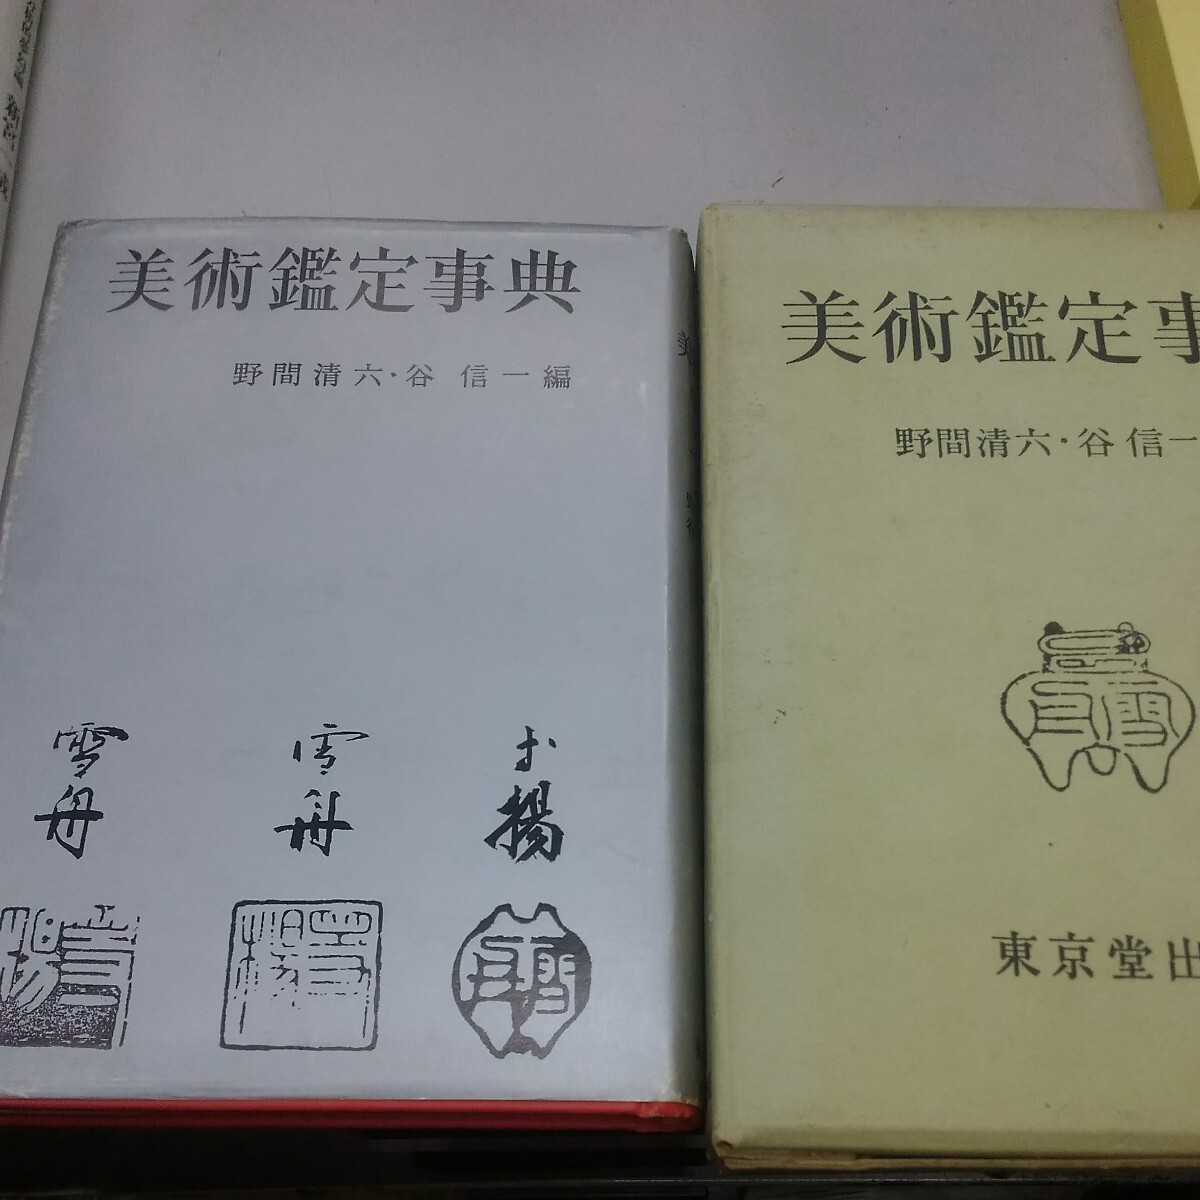 美術鑑定事典
野間清六・谷 信一編
雪舟
雪舟
等楊
美術鑑定事
野間清六・谷信一
東京堂出